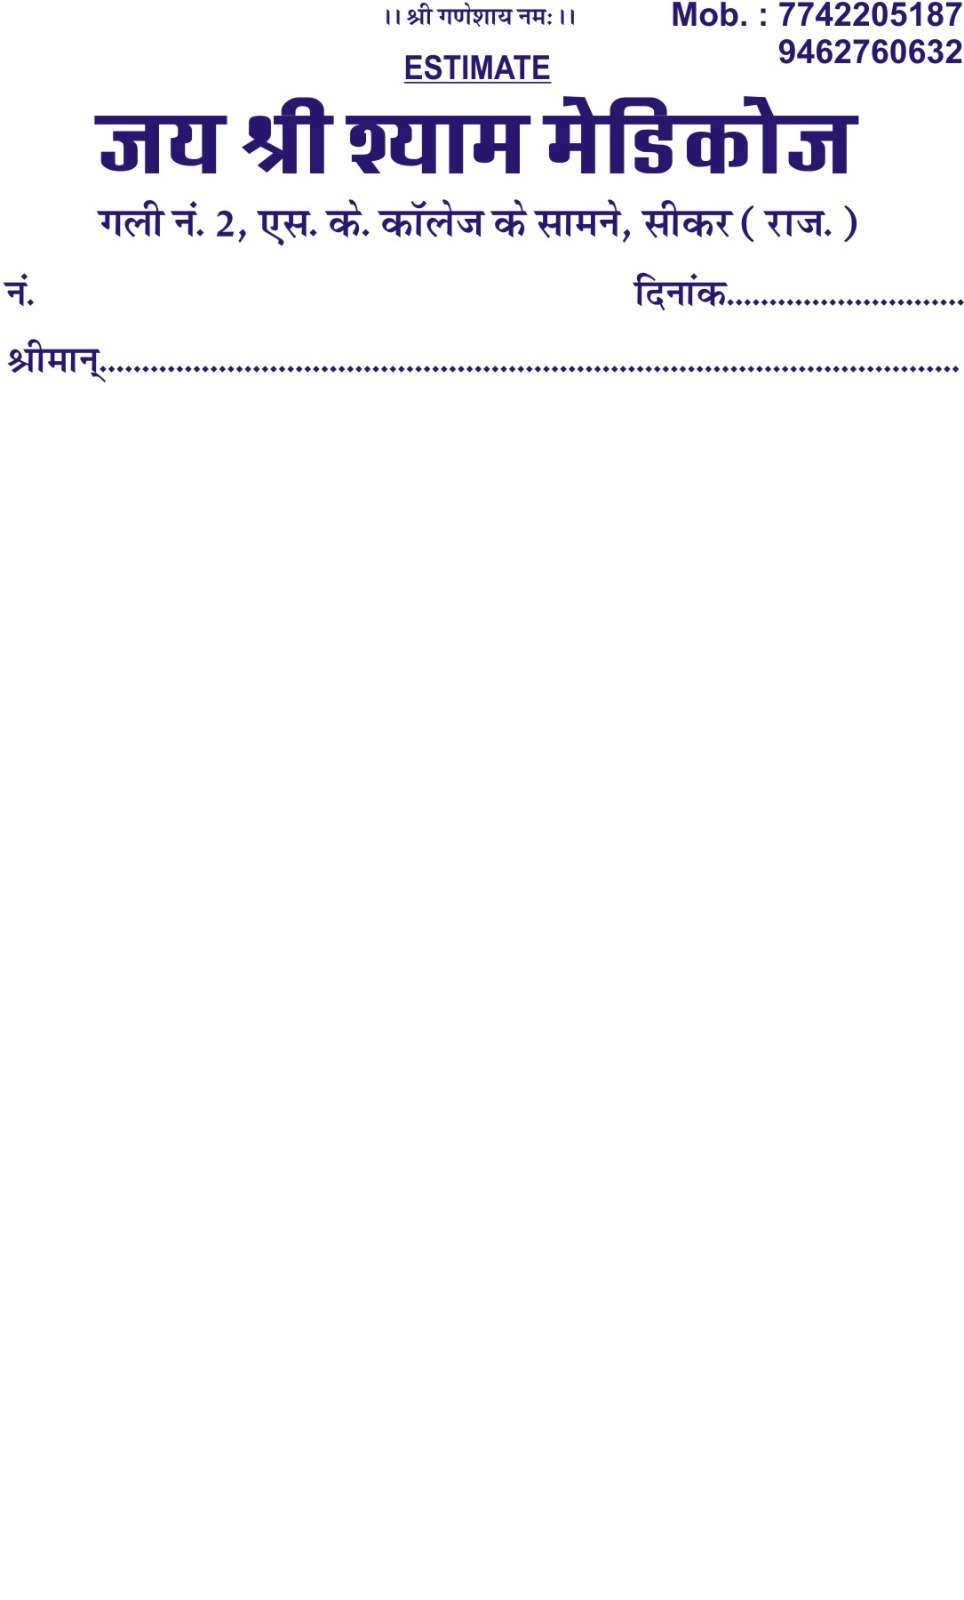 ।। श्री गणेशाय नमः ।।
Mob. : 7742205187
9462760632
ESTIMATE
जय श्री श्याम मेडिकोज
गली नं. 2, एस. के. कॉलेज के सामने, सीकर ( राज. )
नं. दिनांक............................
श्रीमान्......................................................................................................